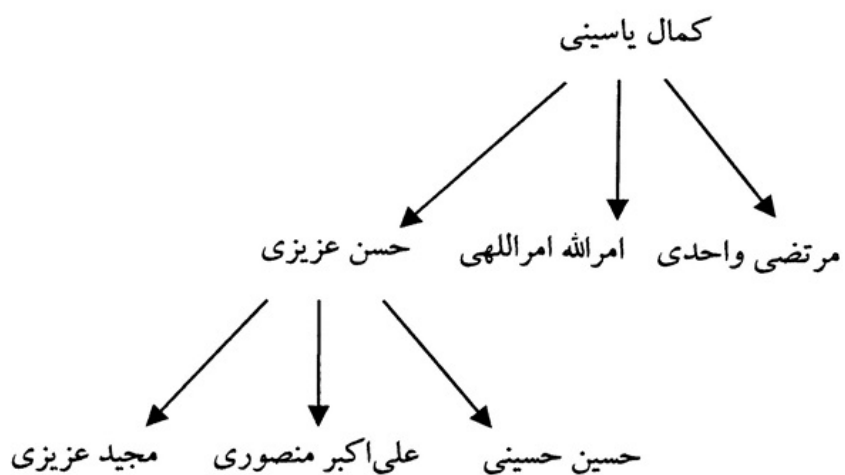 کمال یاسینی
مرتضی واحدی امرالله امراللهی حسن عزیزی
حسین حسینی علی‌اکبر منصوری مجید عزیزی